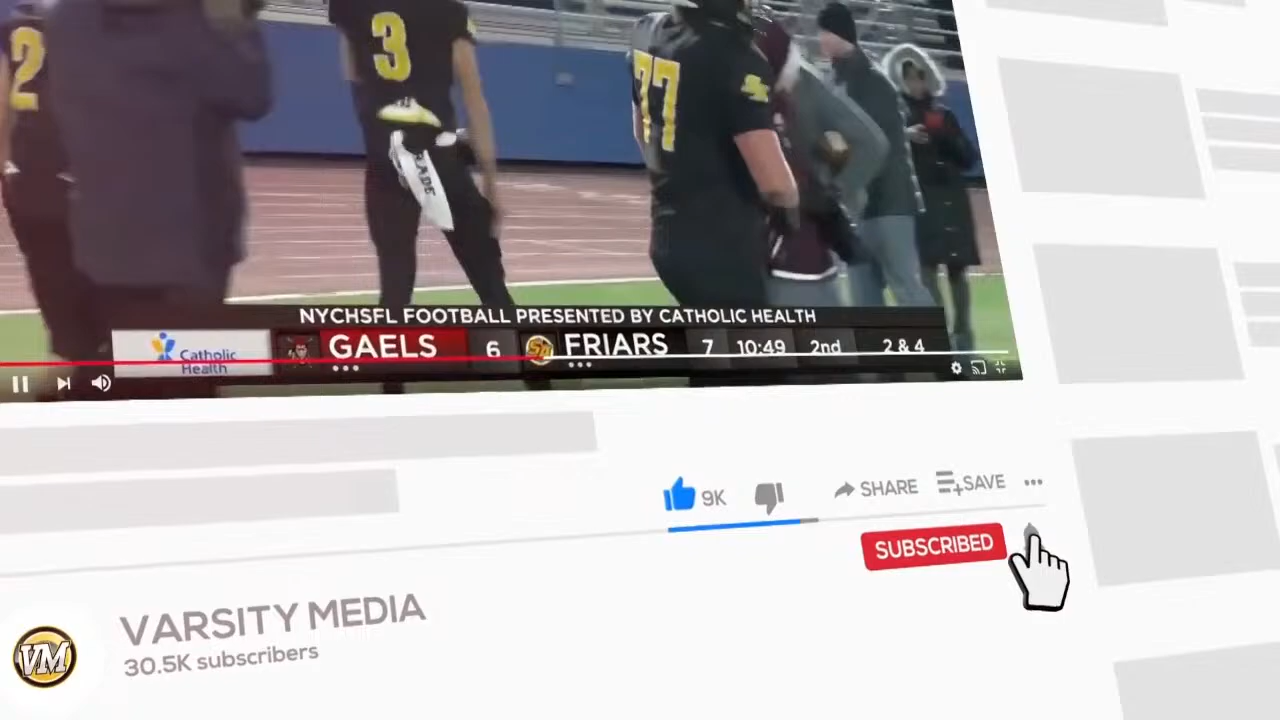 2
3
77
ADE
NYCHSFL FOOTBALL PRESENTED BY CATHOLIC HEALTH
Catholic
Health
GAELS 6 FRIARS 7 10:49 2nd 2 & 4
9K SHARE SAVE
SUBSCRIBED
VARSITY MEDIA
30.5K subscribers
VM